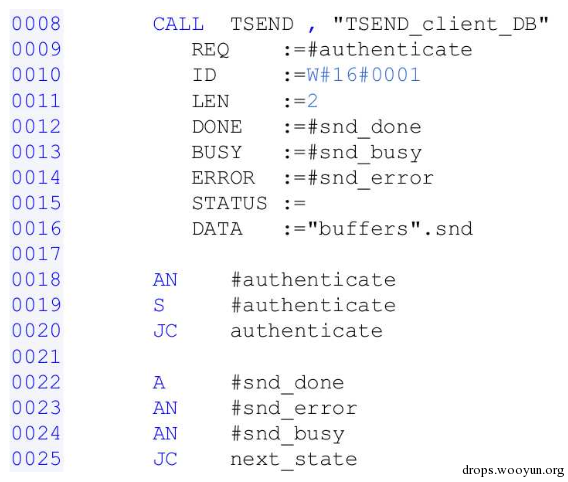 0008 CALL TSEND , "TSEND_client_DB"
0009 REQ :=#authenticate
0010 ID :=W#16#0001
0011 LEN :=2
0012 DONE :=#snd_done
0013 BUSY :=#snd_busy
0014 ERROR :=#snd_error
0015 STATUS :=
0016 DATA :="buffers".snd
0017
0018 AN #authenticate
0019 S #authenticate
0020 JC authenticate
0021
0022 A #snd_done
0023 AN #snd_error
0024 AN #snd_busy
0025 JC next_state
drops.wooyun.org